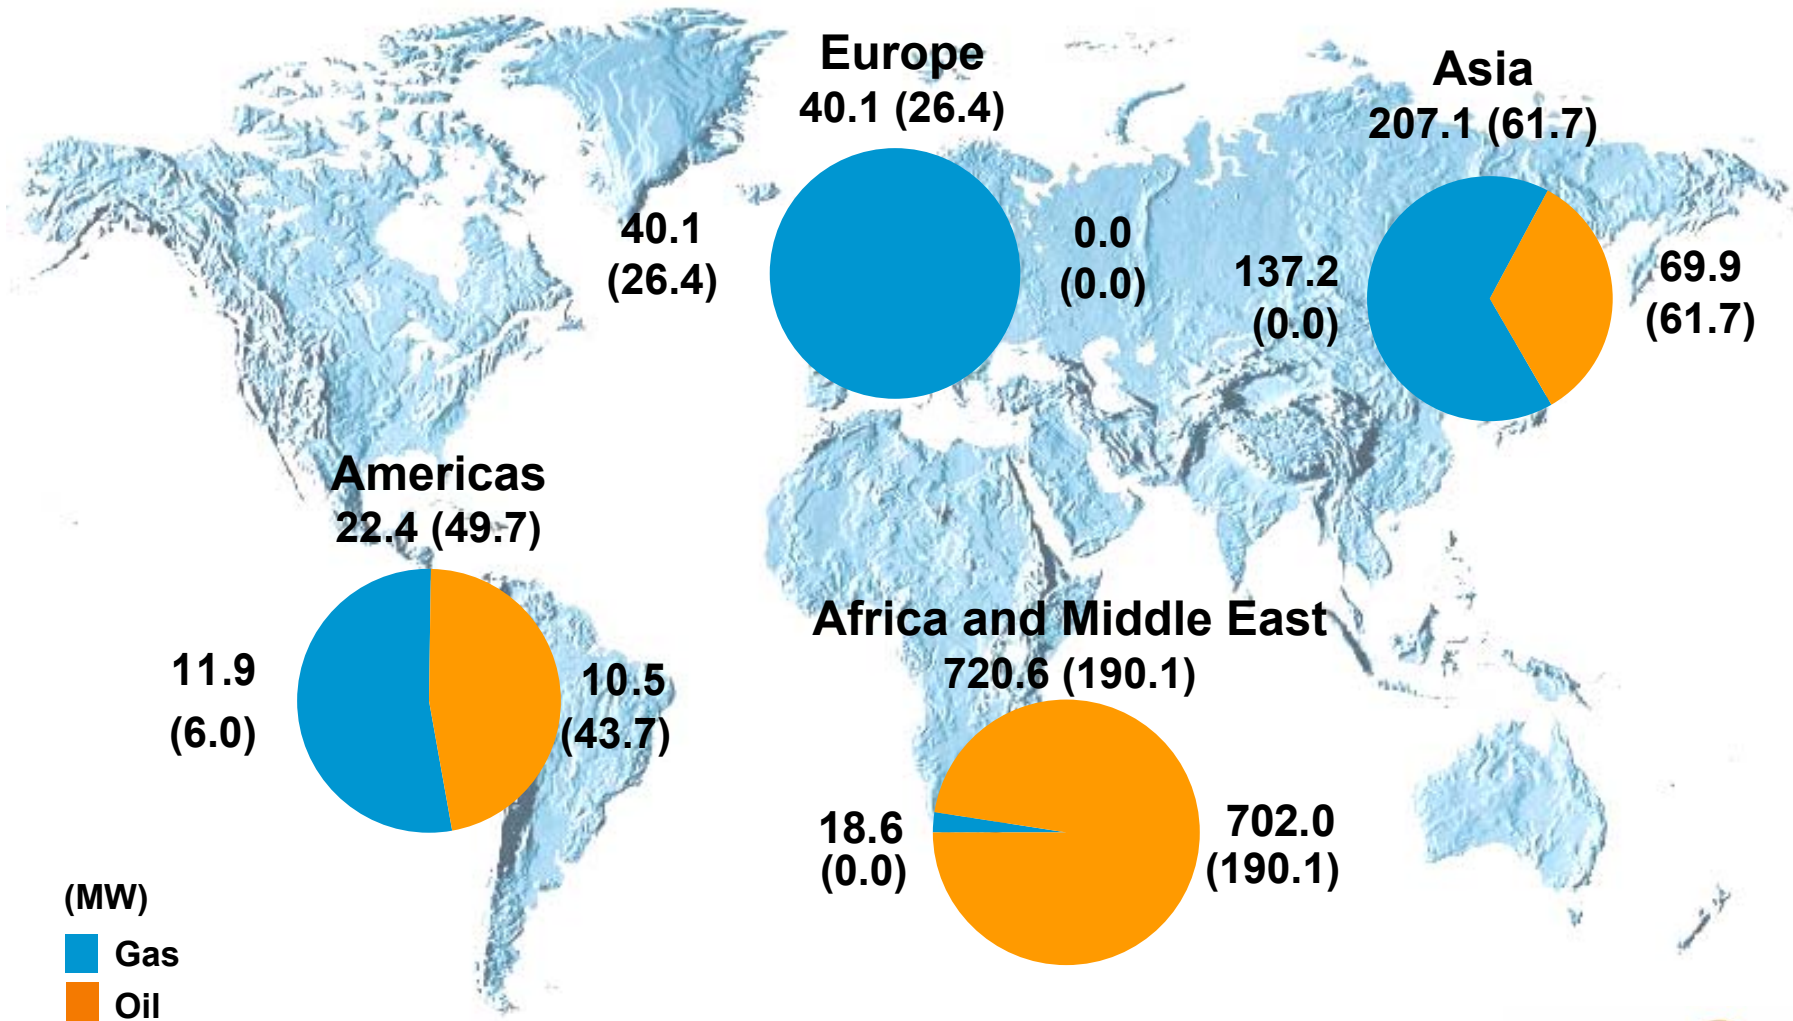 Europe
40.1 (26.4)
40.1
(26.4)
0.0
(0.0)
Asia
207.1 (61.7)
137.2
(0.0)
69.9
(61.7)
Americas
22.4 (49.7)
11.9
(6.0)
10.5
(43.7)
Africa and Middle East
720.6 (190.1)
18.6
(0.0)
702.0
(190.1)
(MW)
Gas
Oil